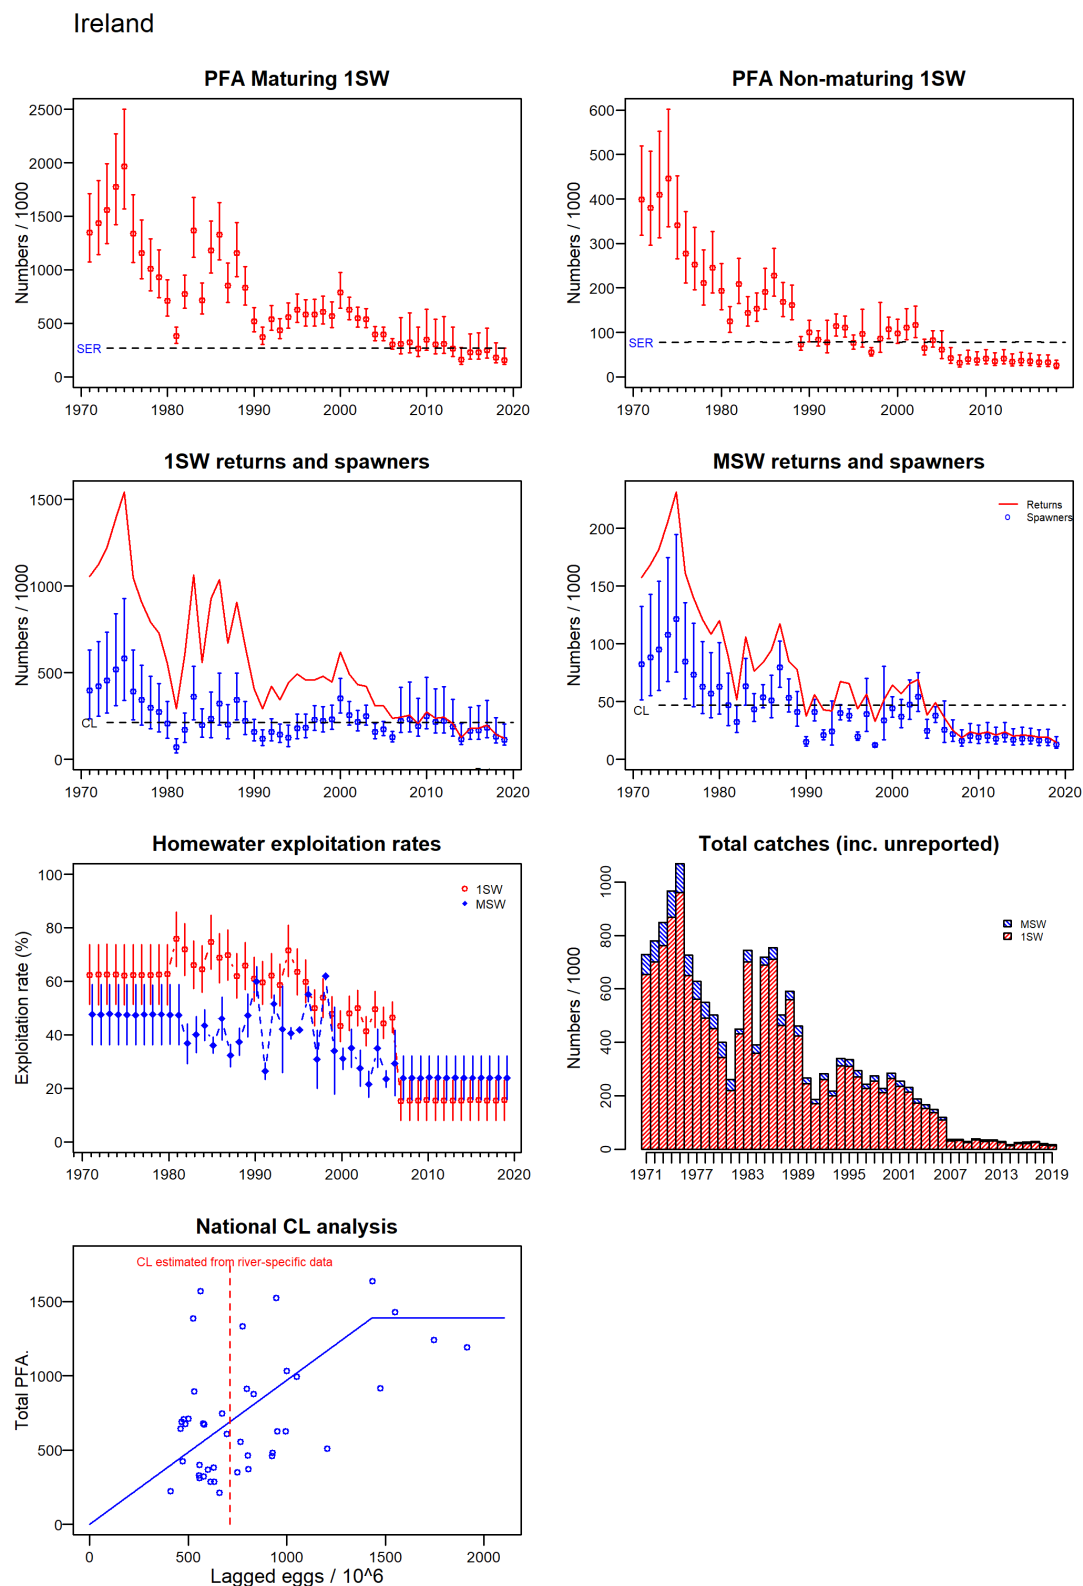 Ireland
PFA Maturing 1SW
Numbers / 1000
2500
2000
1500
1000
500
0
SER
1970 1980 1990 2000 2010 2020
PFA Non-maturing 1SW
Numbers / 1000
600
500
400
300
200
100
0
SER
1970 1980 1990 2000 2010
1SW returns and spawners
Numbers / 1000
1500
1000
500
0
CL
1970 1980 1990 2000 2010 2020
MSW returns and spawners
Numbers / 1000
200
150
100
50
0
CL
Returns
Spawners
1970 1980 1990 2000 2010 2020
Homewater exploitation rates
Exploitation rate (%)
100
80
60
40
20
0
1SW
MSW
1970 1980 1990 2000 2010 2020
Total catches (inc. unreported)
Numbers / 1000
1000
800
600
400
200
0
MSW
1SW
1971 1977 1983 1989 1995 2001 2007 2013 2019
National CL analysis
CL estimated from river-specific data
Total PFA.
1500
1000
500
0
0 500 1000 1500 2000
Lagged eggs / 10^6